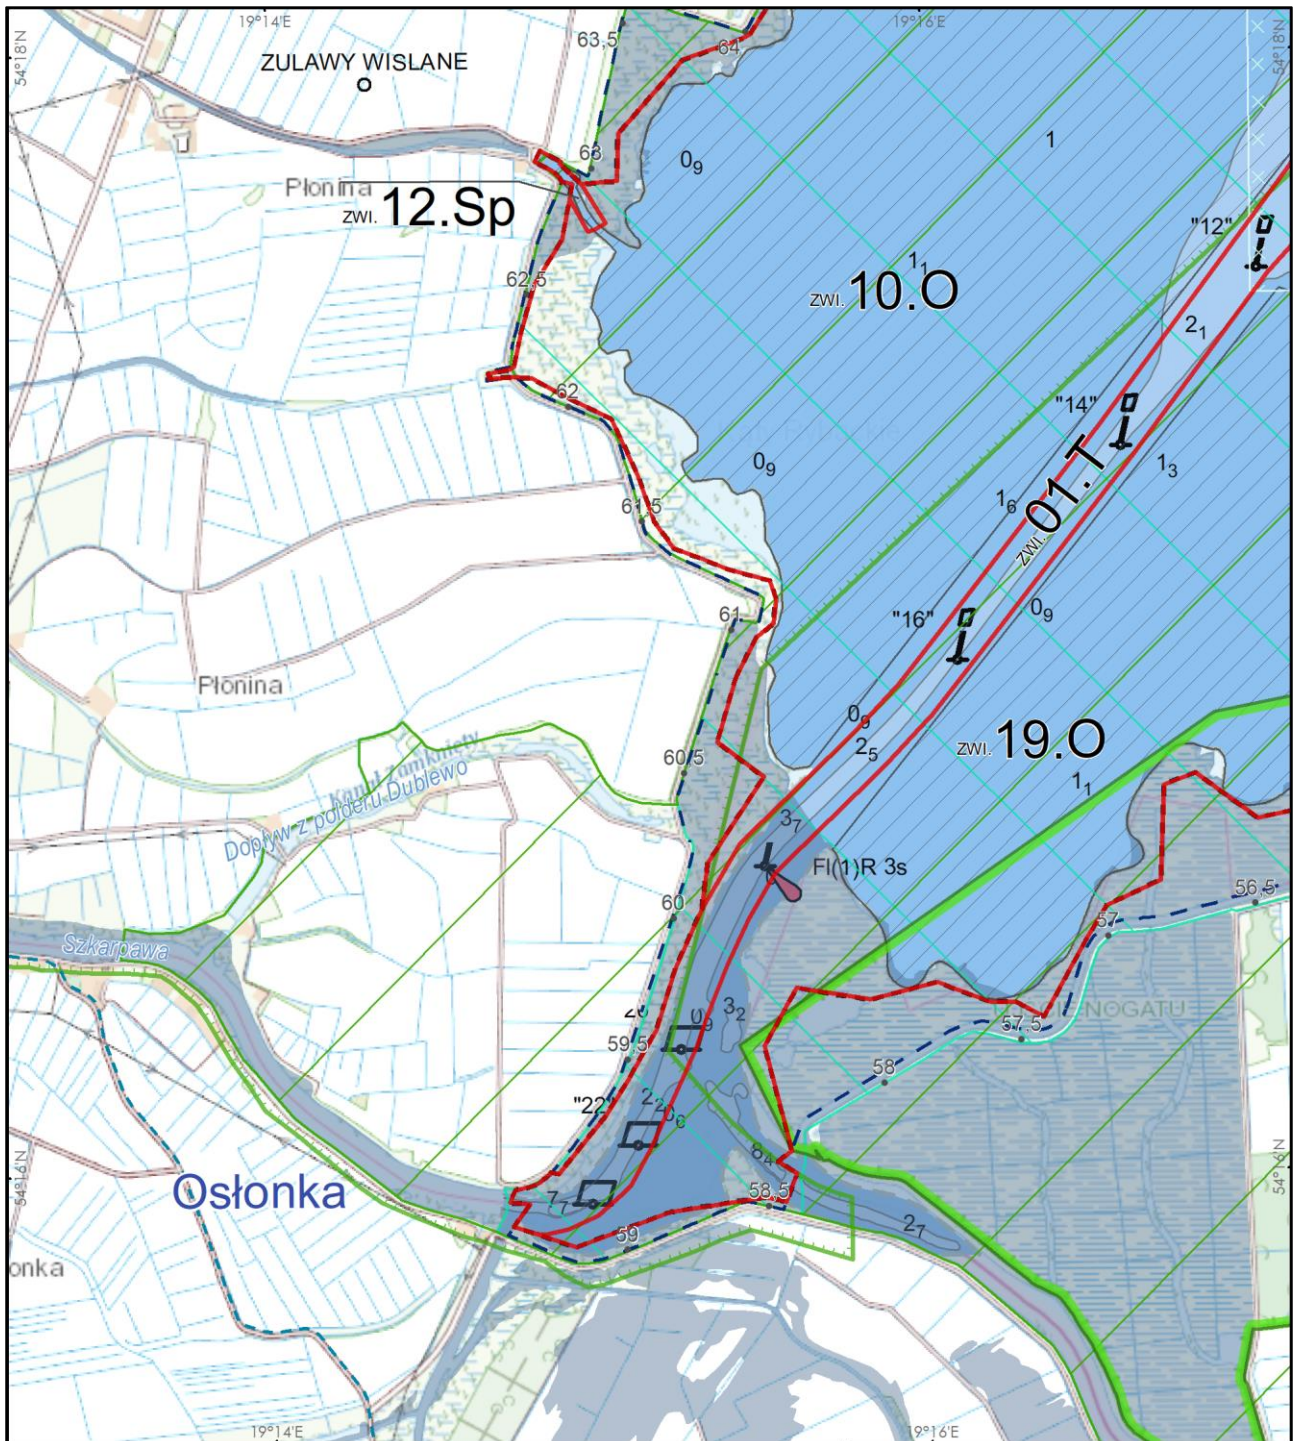 19°14'E
19°16'E
54°18'N
54°18'N
63,5
64
ZULAWY WISLANE
63
0₉
1
Płonina
ZWI. 12.Sp
"12"
1₁
ZWI. 10.O
62,5
2₁
62
"14"
0₉
1₃
01.T
ZWI.
1₆
61,5
0₉
61
"16"
Płonina
0₉
2₅
ZWI. 19.O
Kanał Zamknięty
Dopływ z polderu Dublewo
60,5
1₁
3₇
Fl(1)R 3s
56,5
60
57
Szkarpawa
3₂
57,5
59,5
58
"22"
8₄
54°16'N
54°16'N
Osłonka
7₇
58,5
59
2₇
onka
19°14'E
19°16'E